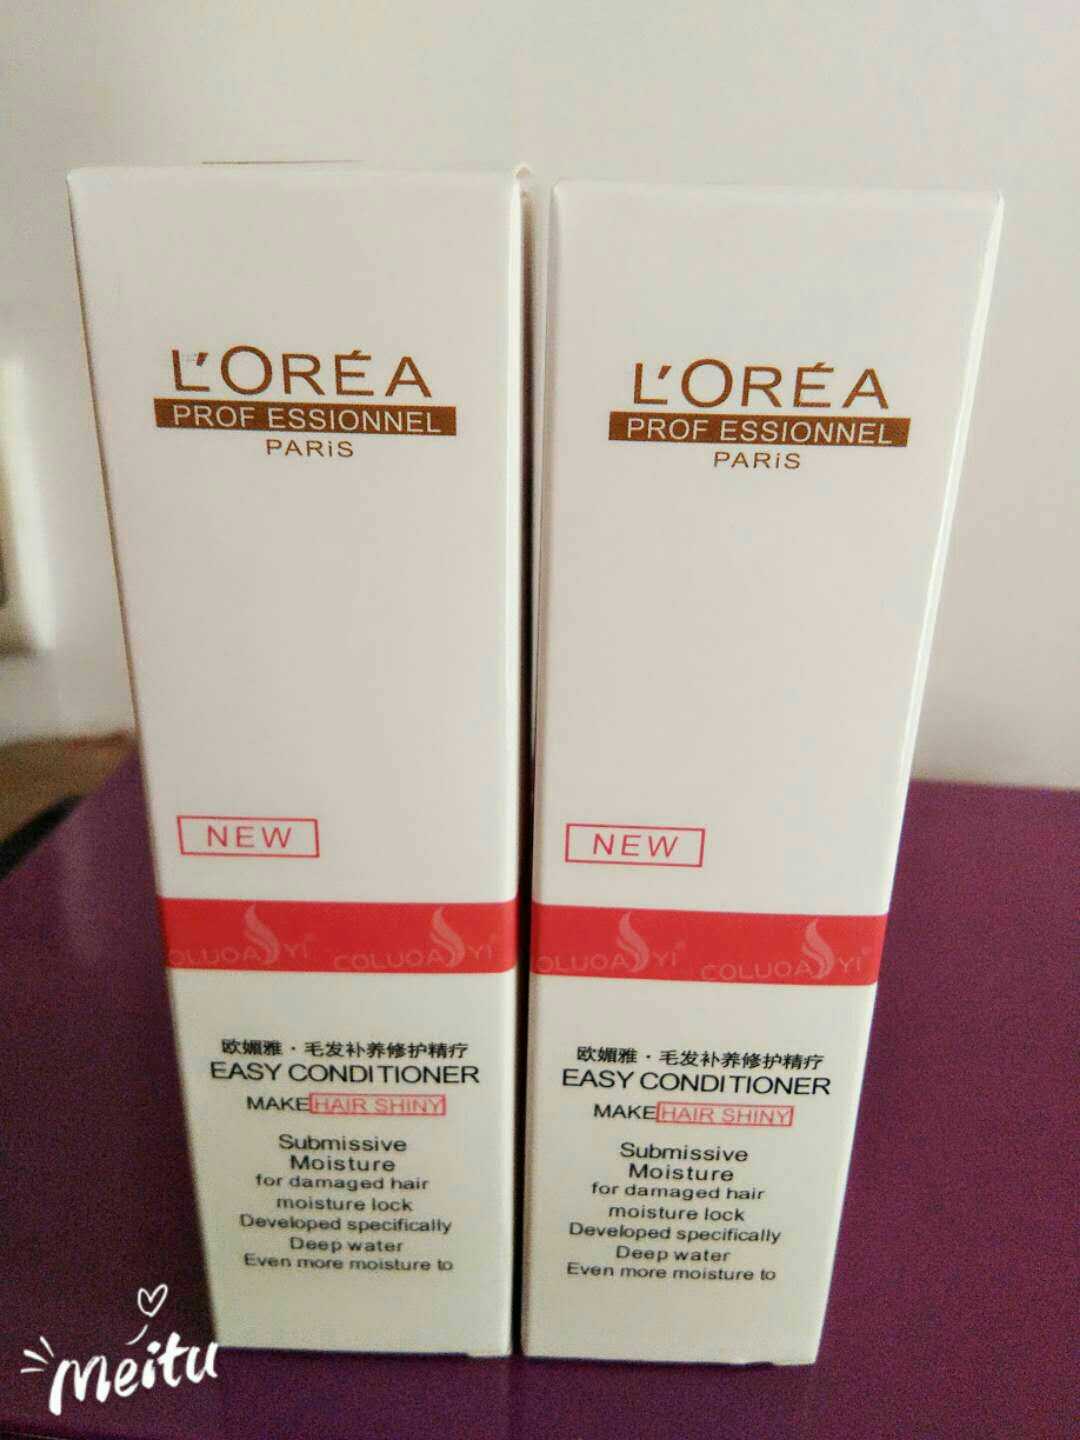 L'ORÉA
PROF ESSIONNEL
PARiS
NEW
OLUOA YI®
COLUOA YI®
欧媚雅·毛发补养修护精疗
EASY CONDITIONER
MAKE HAIR SHINY
Submissive
Moisture
for damaged hair
moisture lock
Developed specifically
Deep water
Even more moisture to
L'ORÉA
PROF ESSIONNEL
PARiS
NEW
OLUOA YI®
COLUOA YI®
欧媚雅·毛发补养修护精疗
EASY CONDITIONER
MAKE HAIR SHINY
Submissive
Moisture
for damaged hair
moisture lock
Developed specifically
Deep water
Even more moisture to
meitu